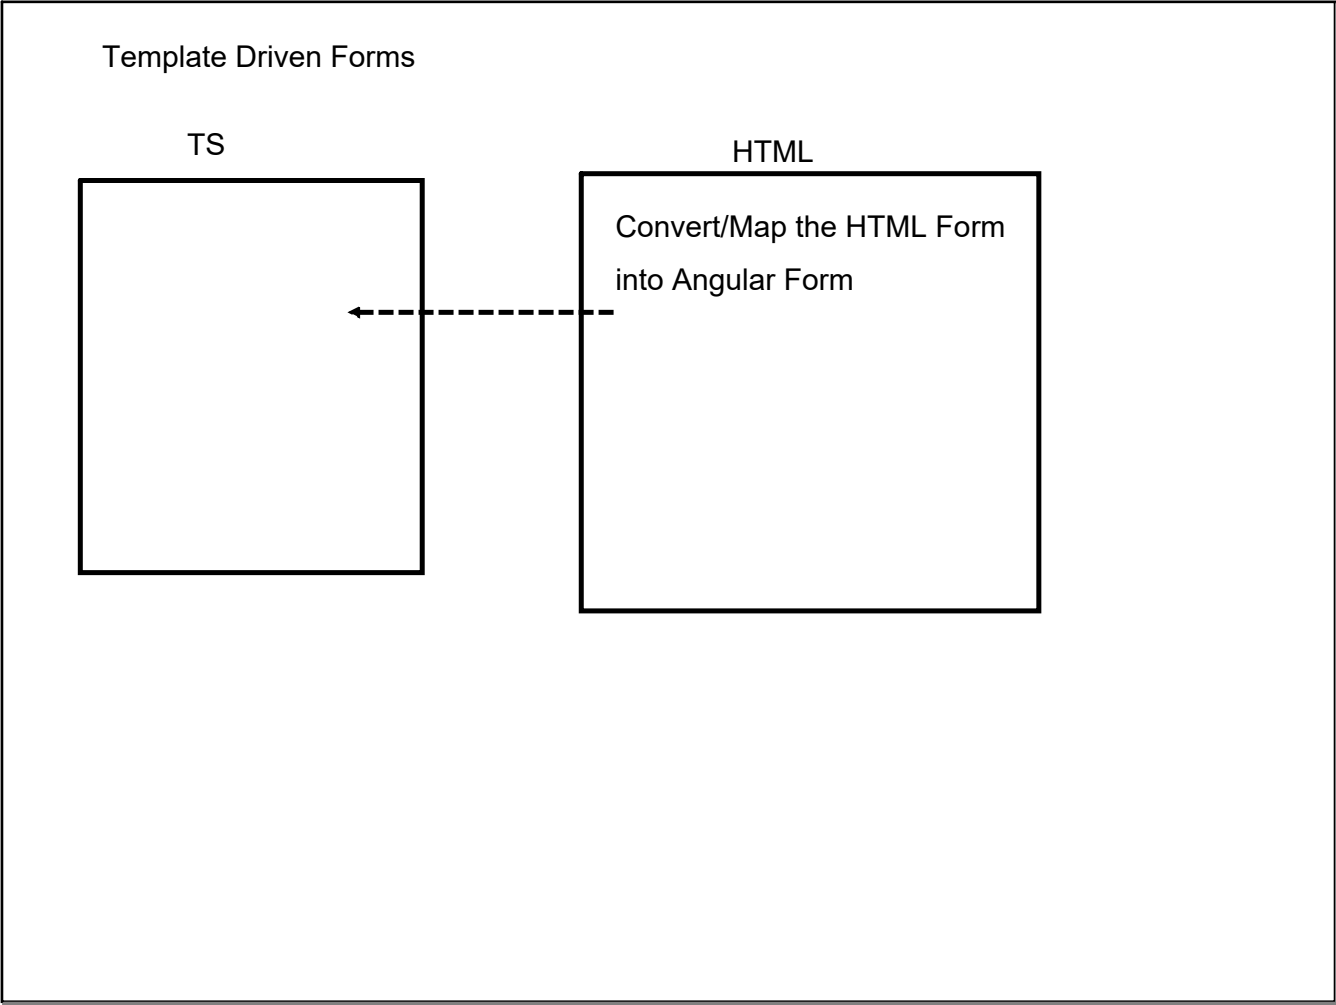 Template Driven Forms
TS
HTML
Convert/Map the HTML Form
into Angular Form